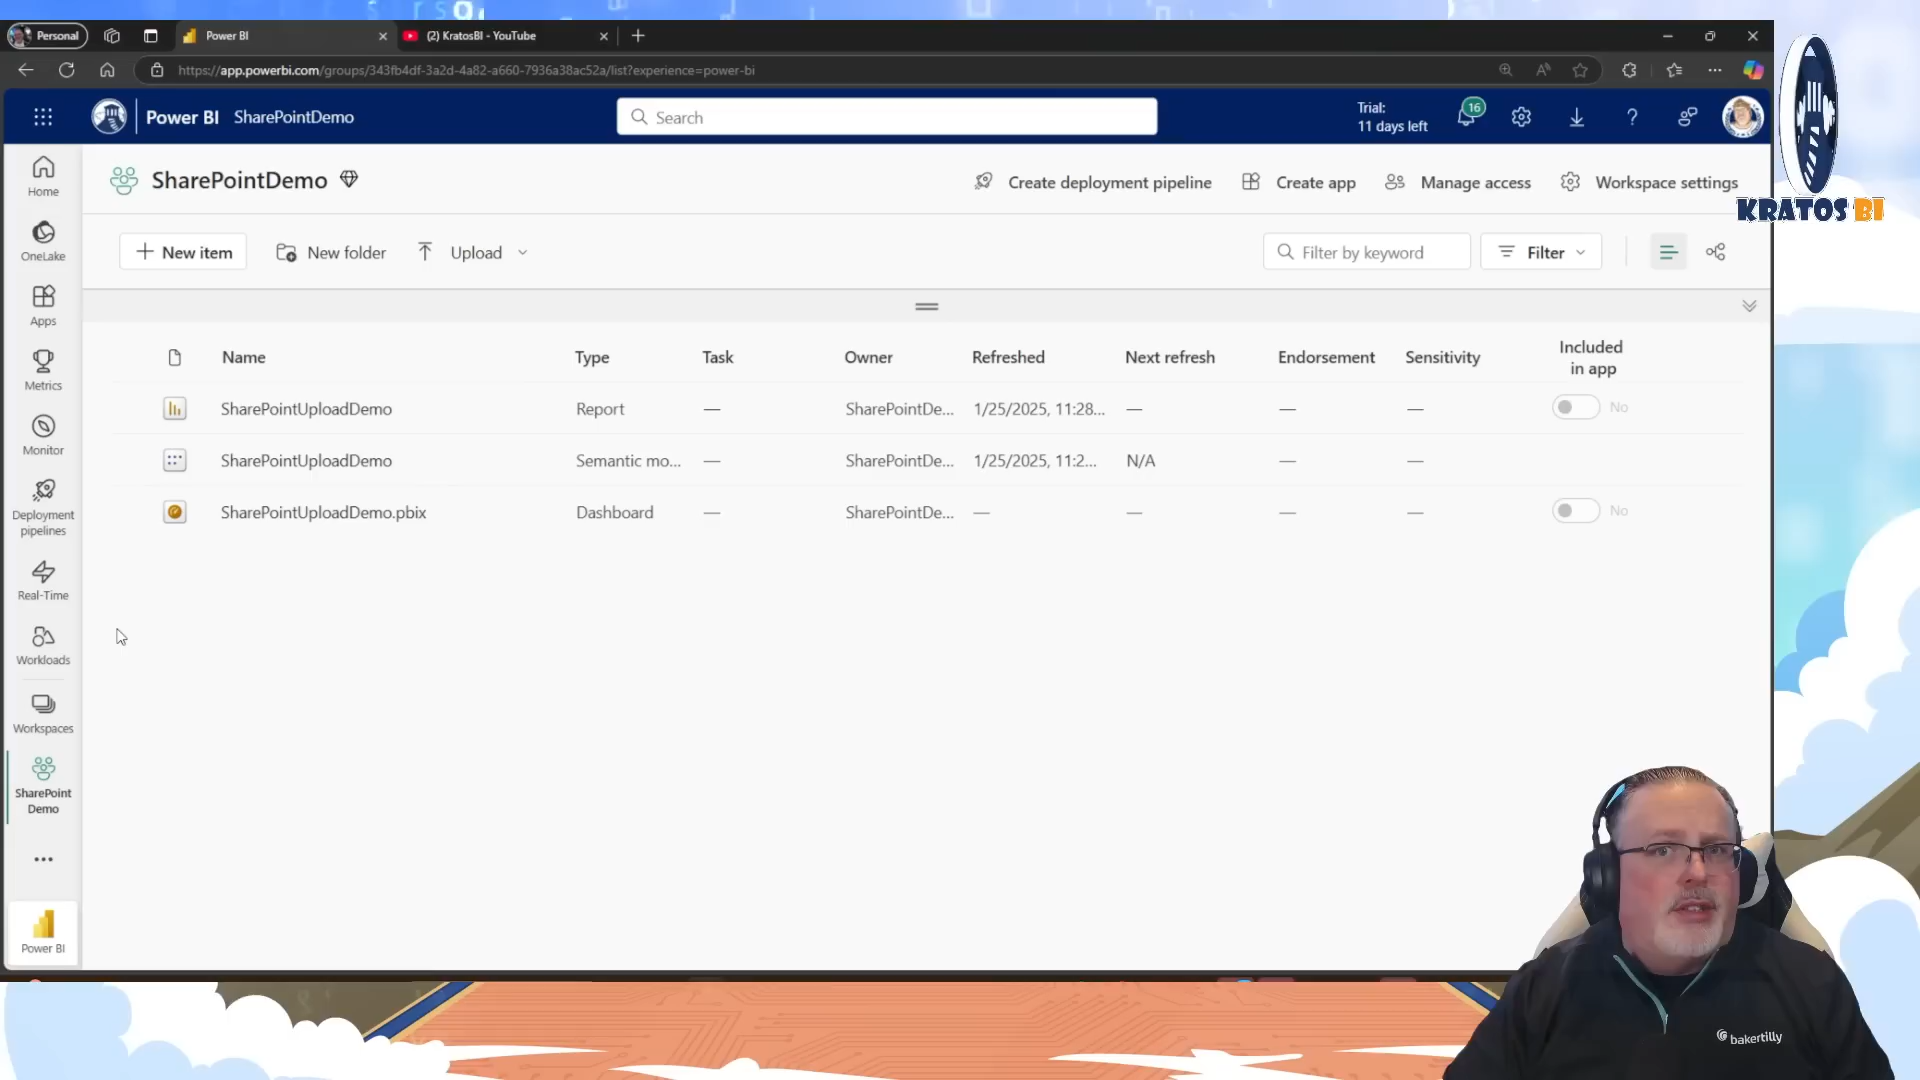 Personal
Power BI
(2) KratosBI - YouTube
https://app.powerbi.com/groups/343fb4df-3a2d-4a82-a660-7936a38ac52a/list?experience=power-bi
Power BI SharePointDemo
Search
Trial:
11 days left
16
KRATOS BI
Home
OneLake
Apps
Metrics
Monitor
Deployment
pipelines
Real-Time
Workloads
Workspaces
SharePoint
Demo
Power BI
SharePointDemo
Create deployment pipeline
Create app
Manage access
Workspace settings
New item
New folder
Upload
Filter by keyword
Filter
Name Type Task Owner Refreshed Next refresh Endorsement Sensitivity Included
in app
SharePointUploadDemo Report — SharePointDe... 1/25/2025, 11:28... — — — No
SharePointUploadDemo Semantic mo... — SharePointDe... 1/25/2025, 11:2... N/A — —
SharePointUploadDemo.pbix Dashboard — SharePointDe... — — — — No
bakertilly